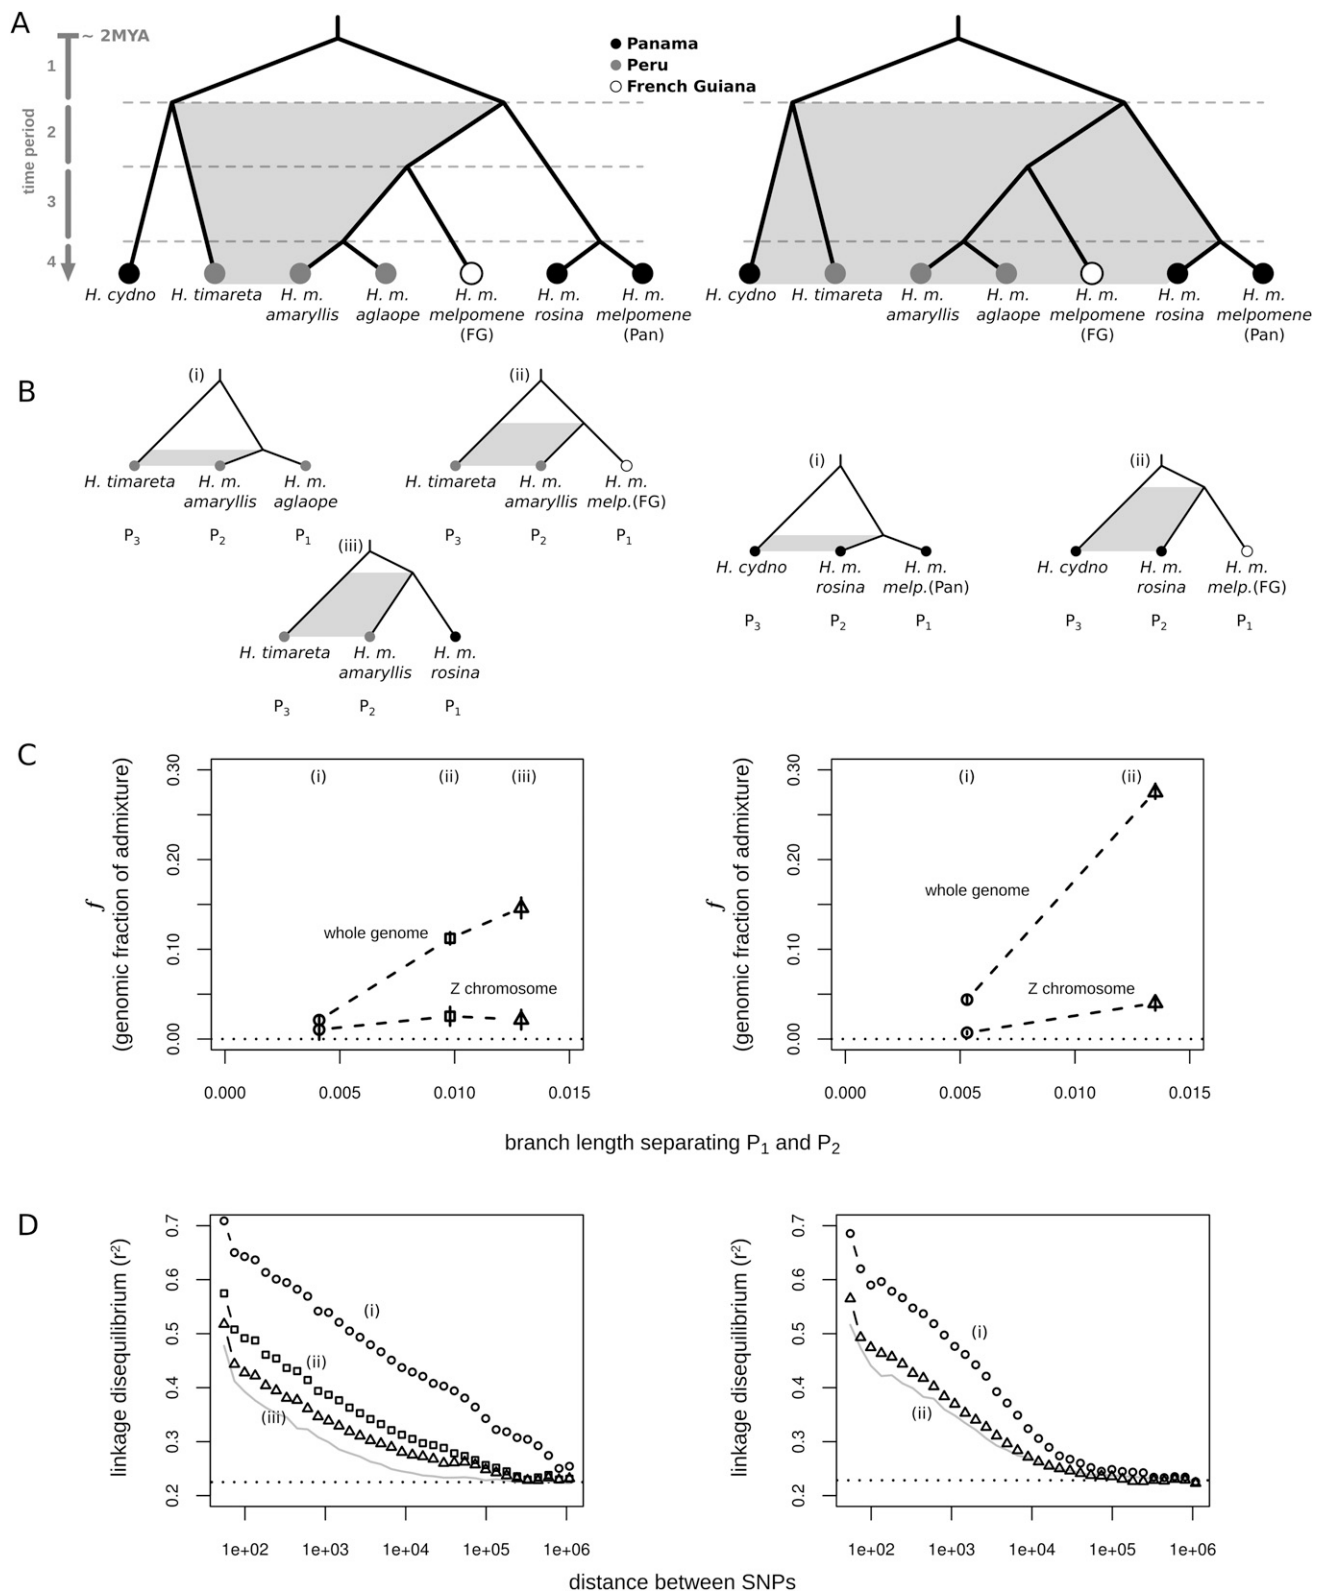 A
~ 2MYA
1
2
3
4
time period
Panama
Peru
French Guiana
H. cydno H. timareta H. m. H. m. H. m. H. m. H. m.
amaryllis aglaope melpomene rosina melpomene
(FG) (Pan)
H. cydno H. timareta H. m. H. m. H. m. H. m. H. m.
amaryllis aglaope melpomene rosina melpomene
(FG) (Pan)
B
(i)
H. timareta H. m. H. m.
amaryllis aglaope
P3 P2 P1
(ii)
H. timareta H. m. H. m.
amaryllis melp.(FG)
P3 P2 P1
(iii)
H. timareta H. m. H. m.
amaryllis rosina
P3 P2 P1
(i)
H. cydno H. m. H. m.
rosina melp.(Pan)
P3 P2 P1
(ii)
H. cydno H. m. H. m.
rosina melp.(FG)
P3 P2 P1
C
f
(genomic fraction of admixture)
0.30
0.20
0.10
0.00
(i) (ii) (iii)
whole genome
Z chromosome
0.000 0.005 0.010 0.015
f
(genomic fraction of admixture)
0.30
0.20
0.10
0.00
(i) (ii)
whole genome
Z chromosome
0.000 0.005 0.010 0.015
branch length separating P1 and P2
D
linkage disequilibrium (r²)
0.7
0.6
0.5
0.4
0.3
0.2
(i)
(ii)
(iii)
1e+02 1e+03 1e+04 1e+05 1e+06
linkage disequilibrium (r²)
0.7
0.6
0.5
0.4
0.3
0.2
(i)
(ii)
1e+02 1e+03 1e+04 1e+05 1e+06
distance between SNPs